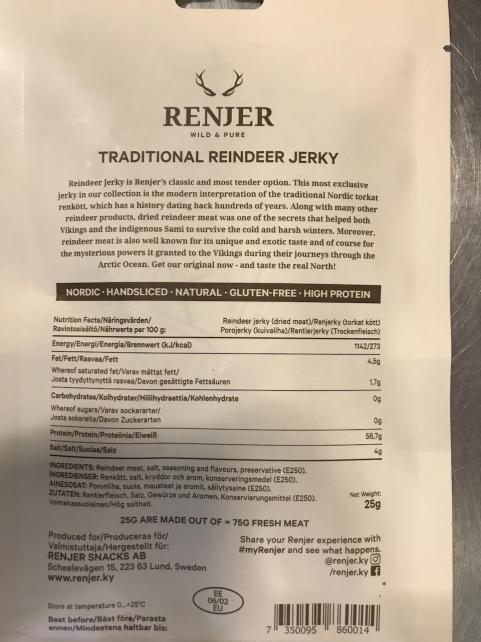 RENJER
WILD & PURE
TRADITIONAL REINDEER JERKY
Reindeer Jerky is Renjer's classic and most tender option. This most exclusive
jerky in our collection is the modern interpretation of the traditional Nordic torkat
renkött, which has a history dating back hundreds of years. Along with many other
reindeer products, dried reindeer meat was one of the secrets that helped both
Vikings and the indigenous Sami to survive the cold and harsh winters. Moreover,
reindeer meat is also well known for its unique and exotic taste and of course for
the mysterious powers it granted to the Vikings during their journeys through the
Arctic Ocean. Get our original now - and taste the real North!
NORDIC · HANDSLICED · NATURAL · GLUTEN-FREE · HIGH PROTEIN
Nutrition Facts/Näringsvärden/ Reindeer jerky (dried meat)/Renjerky (torkat kött)
Ravintosisältö/Nährwerte per 100 g: Porojerky (kuivaliha)/Rentierjerky (Trockenfleisch)
Energy/Energi/Energia/Brennwert (kJ/kcal) 1142/273
Fat/Fett/Rasvaa/Fett 4,5g
Whereof saturated fat/Varav mättat fett/
Josta tyydyttynyttä rasvaa/Davon gesättigte Fettsäuren 1,7g
Carbohydrates/Kolhydrater/Hiilihydraattia/Kohlenhydrate 0g
Whereof sugars/Varav sockerarter/
Josta sokereita/Davon Zuckerarten 0g
Protein/Protein/Proteiinia/Eiweiß 56,7g
Salt/Salt/Suolaa/Salz 4g
INGREDIENTS: Reindeer meat, salt, seasoning and flavours, preservative (E250).
INGREDIENSER: Renkött, salt, kryddor och arom, konserveringsmedel (E250).
AINESOSAT: Poronliha, suola, mausteet ja aromit, säilytysaine (E250).
ZUTATEN: Rentierfleisch, Salz, Gewürze und Aromen, Konservierungsmittel (E250).
Voimakassuolainen/Hög salthalt.
Net Weight:
25g
25G ARE MADE OUT OF ≈ 75G FRESH MEAT
Produced for/Produceras för/
Valmistuttaja/Hergestellt für:
RENJER SNACKS AB
Scheelevägen 15, 223 63 Lund, Sweden
www.renjer.ky
Share your Renjer experience with
#myRenjer and see what happens.
@renjer.ky
/renjer.ky
Store at temperature 0...+25°C
EE
06/02
EU
Best before/Bäst före/Parasta
ennen/Mindestens haltbar bis:
7 350095 860014